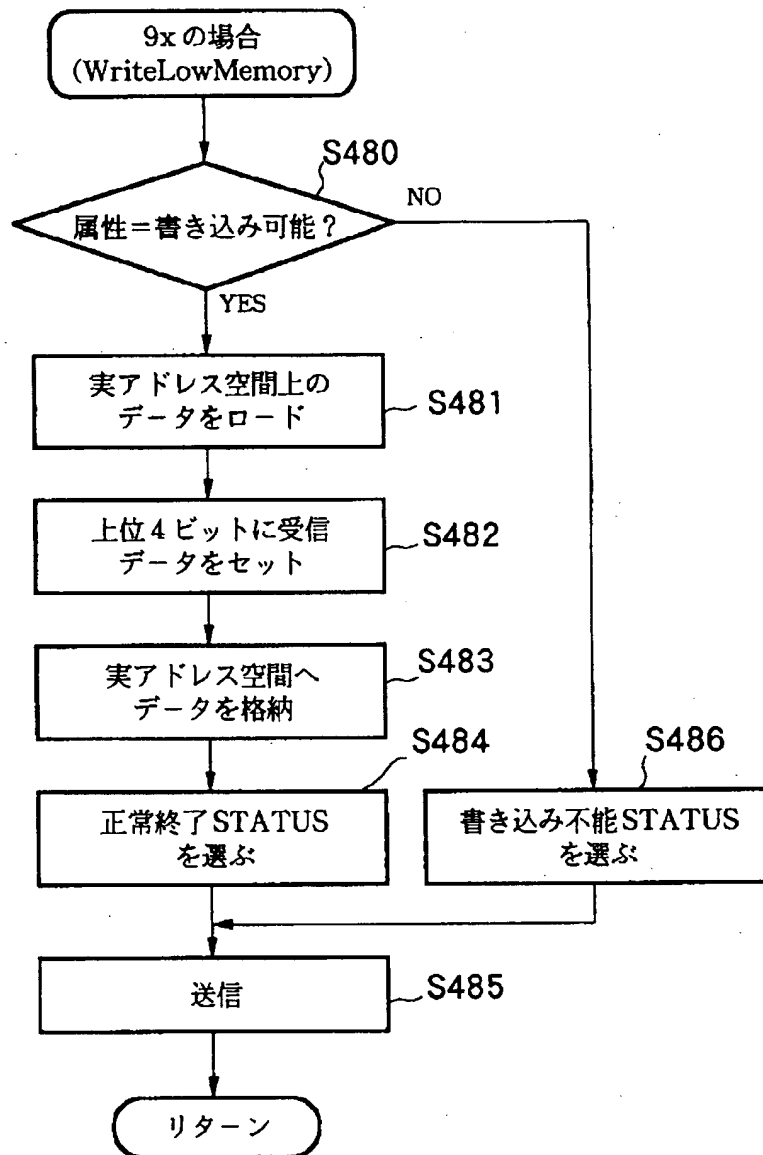 9xの場合
(WriteLowMemory)
S480
属性＝書き込み可能？
NO
YES
実アドレス空間上の
データをロード
S481
上位4ビットに受信
データをセット
S482
実アドレス空間へ
データを格納
S483
正常終了STATUS
を選ぶ
S484
書き込み不能STATUS
を選ぶ
S486
送信
S485
リターン